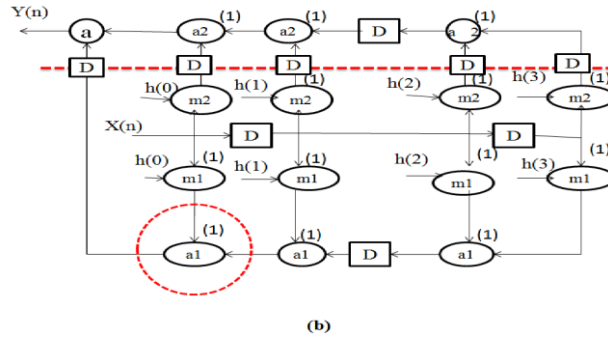 Y(n) a a2 (1) a2 (1) D a 2 (1)
D D D D D
h(0) m2 h(1) (1) m2 h(2) (1) m2 h(3) (1) m2
X(n) D D
h(0) (1) m1 h(1) (1) m1 h(2) (1) m1 h(3) (1) m1
(1) a1 (1) a1 D (1) a1
(b)